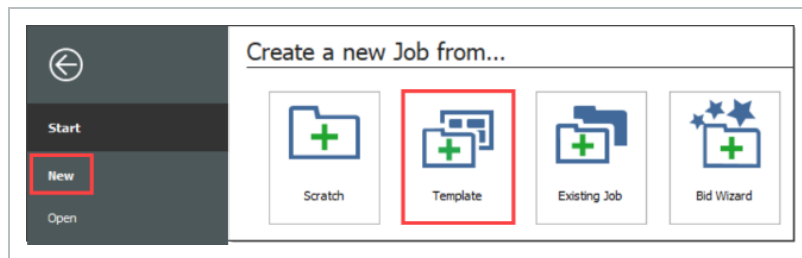 Create a new Job from...
Start
New
Open
Scratch
Template
Existing Job
Bid Wizard